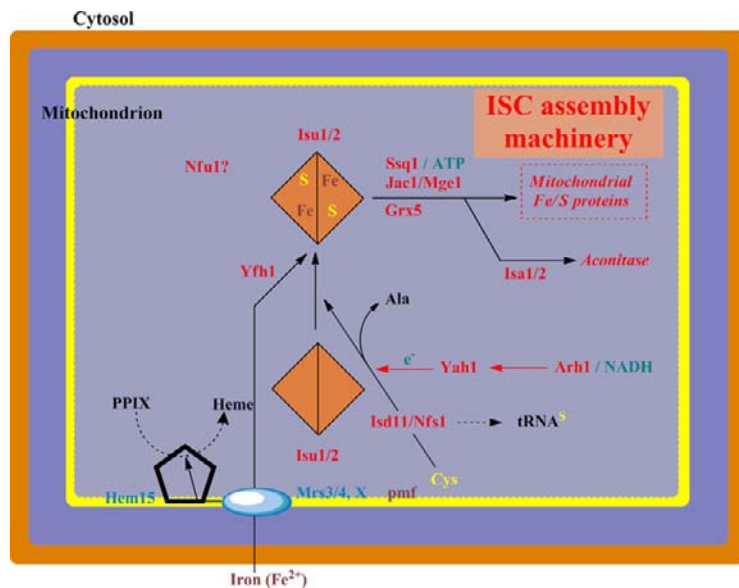 Cytosol
Mitochondrion
ISC assembly
machinery
Isu1/2
Nfu1?
S Fe
Fe S
Ssq1 / ATP
Jac1/Mge1
Grx5
Mitochondrial
Fe/S proteins
Isa1/2
Aconitase
Yfh1
Ala
e-
Yah1
Arh1 / NADH
PPIX
Heme
Isd11/Nfs1
tRNA^S
Isu1/2
Cys
Hem15
Mrs3/4, X
pmf
Iron (Fe2+)